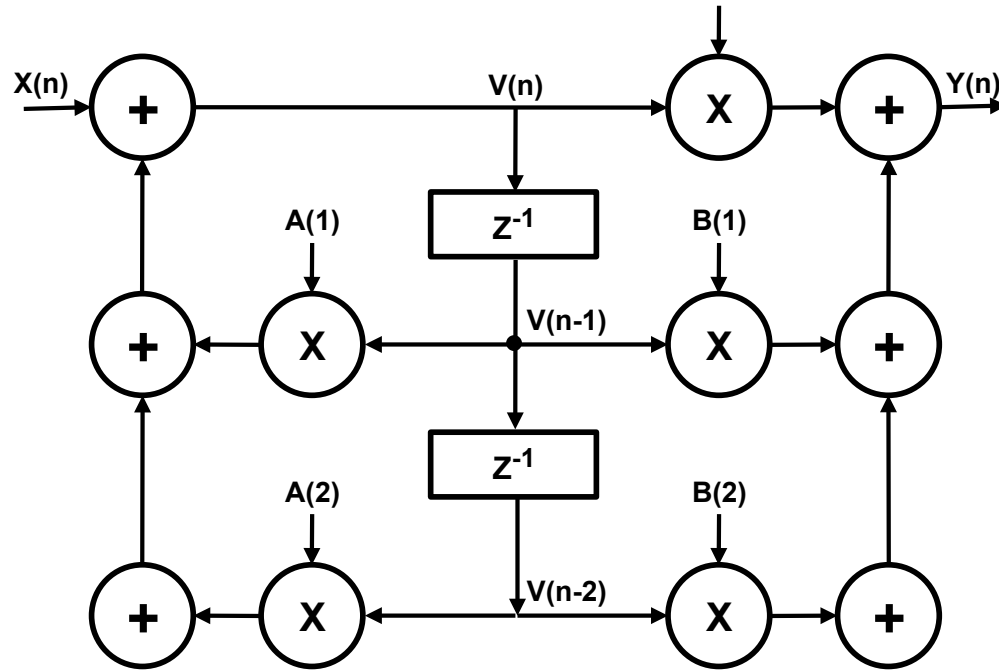 X(n)
+
V(n)
X
+
Y(n)
Z-1
A(1)
B(1)
+
X
V(n-1)
X
+
Z-1
A(2)
B(2)
+
X
V(n-2)
X
+